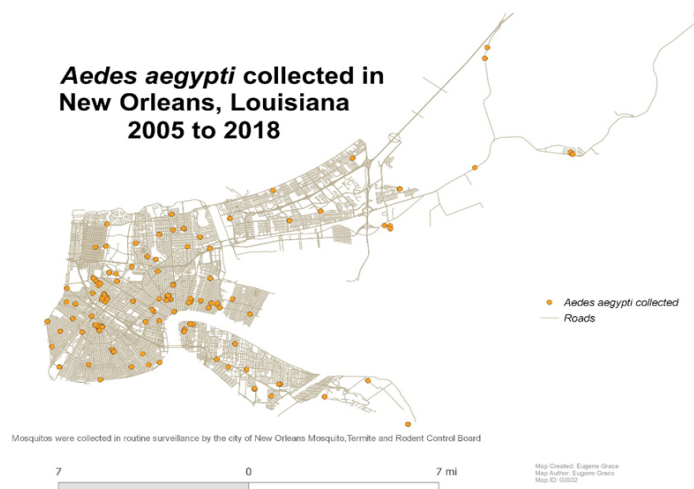 Aedes aegypti collected in
New Orleans, Louisiana
2005 to 2018
Aedes aegypti collected
Roads
Mosquitos were collected in routine surveillance by the city of New Orleans Mosquito,Termite and Rodent Control Board
7 0 7 mi
Map Created: Eugene Grace
Map Author: Eugene Grace
Map ID: GIS02